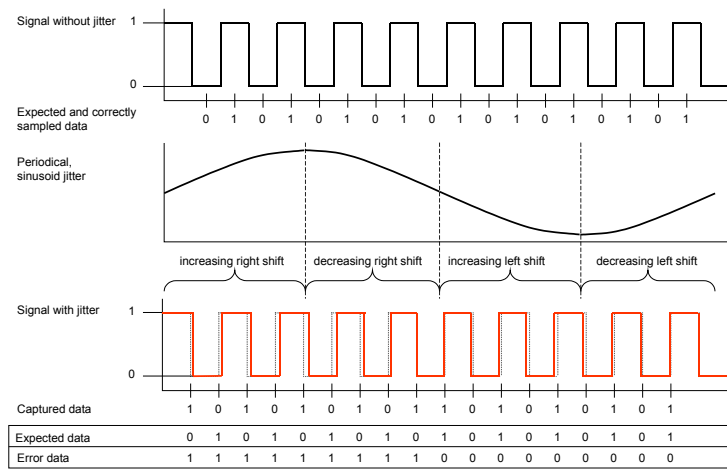 Signal without jitter
1
0
Expected and correctly
sampled data
0 1 0 1 0 1 0 1 0 1 0 1 0 1 0 1 0 1
Periodical,
sinusoid jitter
increasing right shift
decreasing right shift
increasing left shift
decreasing left shift
Signal with jitter
1
0
Captured data 1 0 1 0 1 0 1 0 1 1 0 1 0 1 0 1 0 1
Expected data 0 1 0 1 0 1 0 1 0 1 0 1 0 1 0 1 0 1
Error data 1 1 1 1 1 1 1 1 1 0 0 0 0 0 0 0 0 0